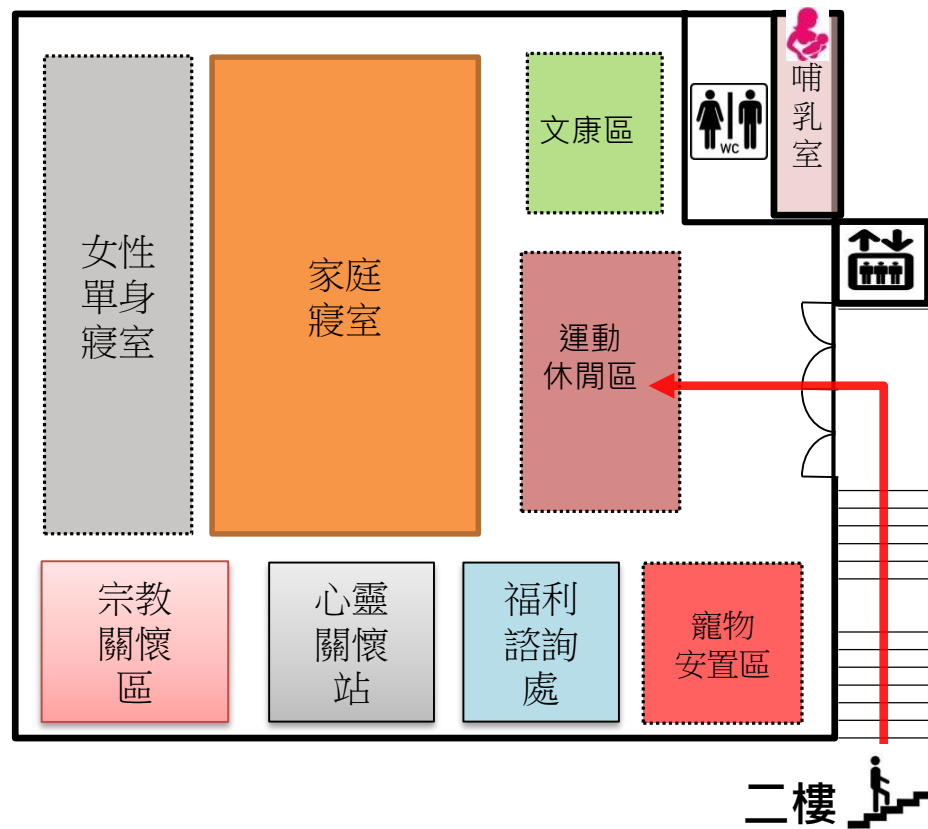 哺
乳
室
WC
文康區
女性
單身
寢室
家庭
寢室
運動
休閒區
宗教
關懷
區
心靈
關懷
站
福利
諮詢
處
寵物
安置區
二樓